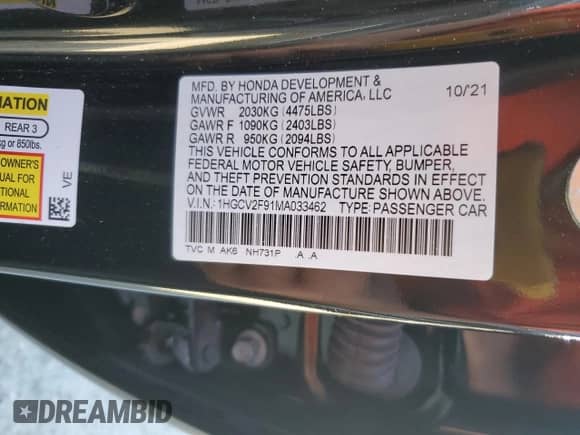 MFD. BY HONDA DEVELOPMENT &
MANUFACTURING OF AMERICA, LLC 10/21
GVWR 2030KG (4475LBS)
GAWR F 1090KG (2403LBS)
GAWR R 950KG (2094LBS)
THIS VEHICLE CONFORMS TO ALL APPLICABLE
FEDERAL MOTOR VEHICLE SAFETY, BUMPER,
AND THEFT PREVENTION STANDARDS IN EFFECT
ON THE DATE OF MANUFACTURE SHOWN ABOVE.
V.I.N.: 1HGCV2F91MA033462 TYPE: PASSENGER CAR
TVC M AK6 NH731P .A .A
MATION
REAR 3
kg or 850lbs.
OWNER'S
UAL FOR
TIONAL
RMATION
VE
DREAMBID